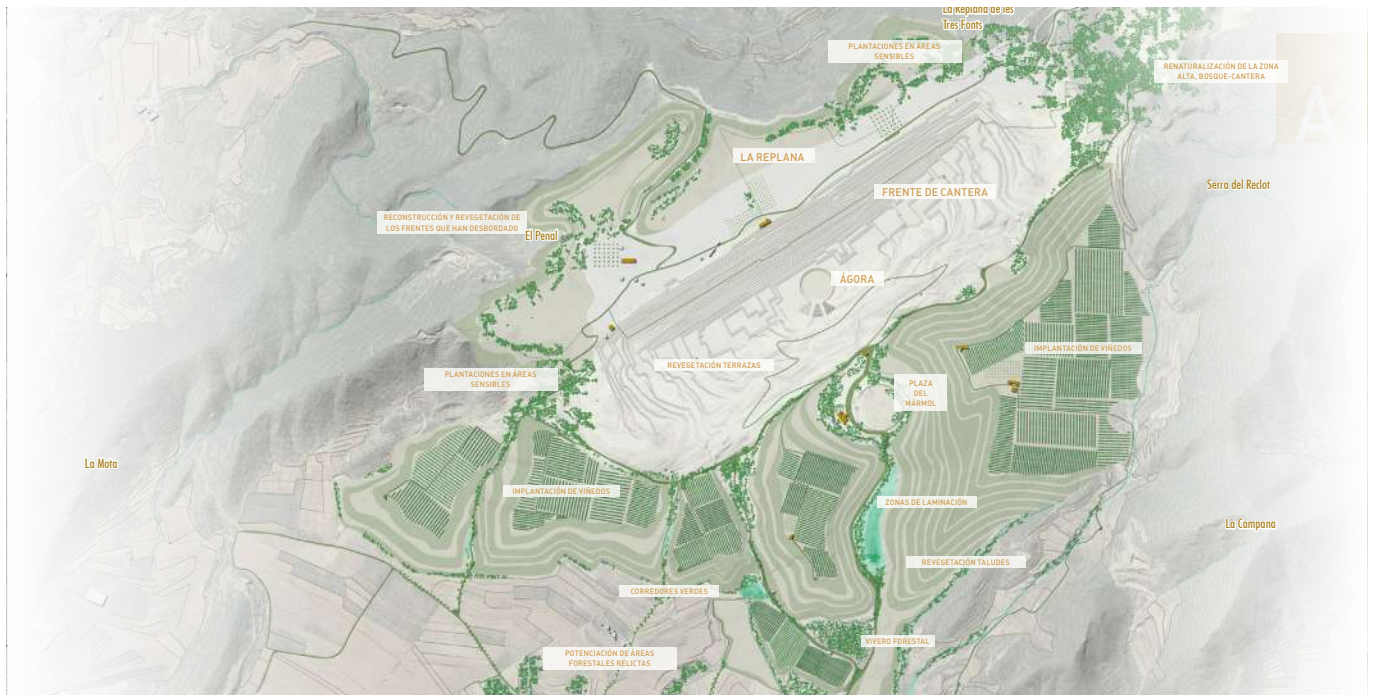 La Replana de les
Tres Fonts
PLANTACIONES EN ÁREAS
SENSIBLES
RENATURALIZACIÓN DE LA ZONA
ALTA, BOSQUE-CANTERA
A
LA REPLANA
FRENTE DE CANTERA
Serra del Reclot
RECONSTRUCCIÓN Y REVEGETACIÓN DE
LOS FRENTES QUE HAN DESBORDADO
El Penal
ÁGORA
IMPLANTACIÓN DE VIÑEDOS
REVEGETACIÓN TERRAZAS
PLANTACIONES EN ÁREAS
SENSIBLES
PLAZA
DEL
MÁRMOL
La Mota
IMPLANTACIÓN DE VIÑEDOS
ZONAS DE LAMINACIÓN
La Campana
REVEGETACIÓN TALUDES
CORREDORES VERDES
VIVERO FORESTAL
POTENCIACIÓN DE ÁREAS
FORESTALES RELICTAS